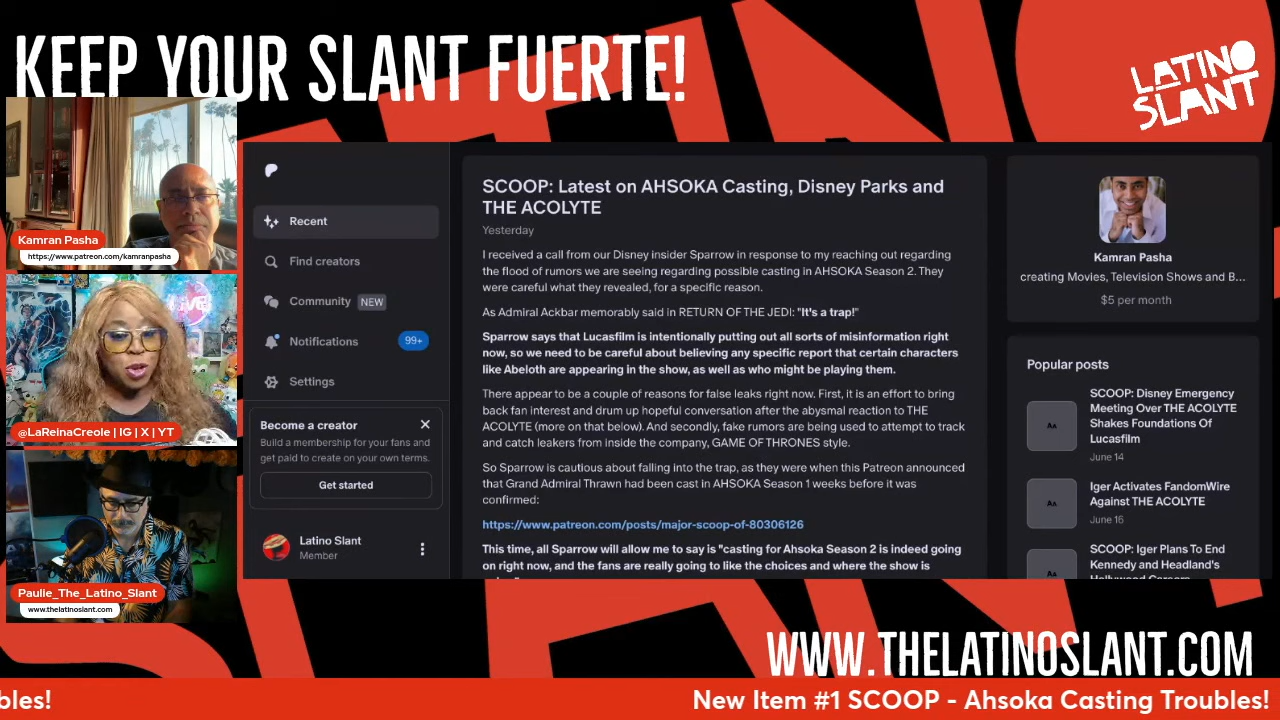 KEEP YOUR SLANT FUERTE!
LATINO
SLANT
Kamran Pasha
https://www.patreon.com/kamranpasha
@LaReinaCreole | IG | X | YT
Paulie_The_Latino_Slant
www.thelatinoslant.com
Recent
Find creators
Community NEW
Notifications 99+
Settings
Become a creator
Build a membership for your fans and
get paid to create on your own terms.
Get started
Latino Slant
Member
SCOOP: Latest on AHSOKA Casting, Disney Parks and
THE ACOLYTE
Yesterday
I received a call from our Disney insider Sparrow in response to my reaching out regarding
the flood of rumors we are seeing regarding possible casting in AHSOKA Season 2. They
were careful what they revealed, for a specific reason.
As Admiral Ackbar memorably said in RETURN OF THE JEDI: "It's a trap!"
Sparrow says that Lucasfilm is intentionally putting out all sorts of misinformation right
now, so we need to be careful about believing any specific report that certain characters
like Abeloth are appearing in the show, as well as who might be playing them.
There appear to be a couple of reasons for false leaks right now. First, it is an effort to bring
back fan interest and drum up hopeful conversation after the abysmal reaction to THE
ACOLYTE (more on that below). And secondly, fake rumors are being used to attempt to track
and catch leakers from inside the company, GAME OF THRONES style.
So Sparrow is cautious about falling into the trap, as they were when this Patreon announced
that Grand Admiral Thrawn had been cast in AHSOKA Season 1 weeks before it was
confirmed:
https://www.patreon.com/posts/major-scoop-of-80306126
This time, all Sparrow will allow me to say is "casting for Ahsoka Season 2 is indeed going
on right now, and the fans are really going to like the choices and where the show is
Kamran Pasha
creating Movies, Television Shows and B...
$5 per month
Popular posts
SCOOP: Disney Emergency
Meeting Over THE ACOLYTE
Shakes Foundations Of
Lucasfilm
June 14
Iger Activates FandomWire
Against THE ACOLYTE
June 16
SCOOP: Iger Plans To End
Kennedy and Headland's
Hollywood Careers
WWW.THELATINOSLANT.COM
bles!
New Item #1 SCOOP - Ahsoka Casting Troubles!